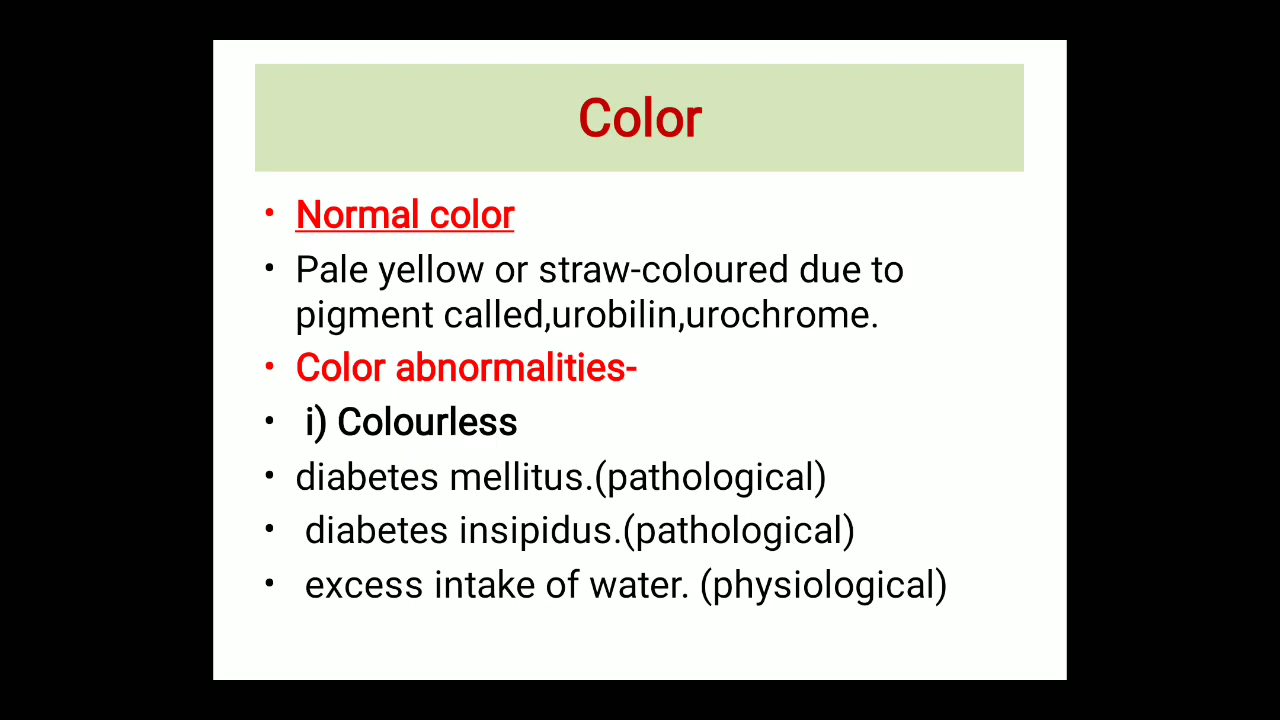 Color
• Normal color
• Pale yellow or straw-coloured due to
pigment called,urobilin,urochrome.
• Color abnormalities-
• i) Colourless
• diabetes mellitus.(pathological)
• diabetes insipidus.(pathological)
• excess intake of water. (physiological)